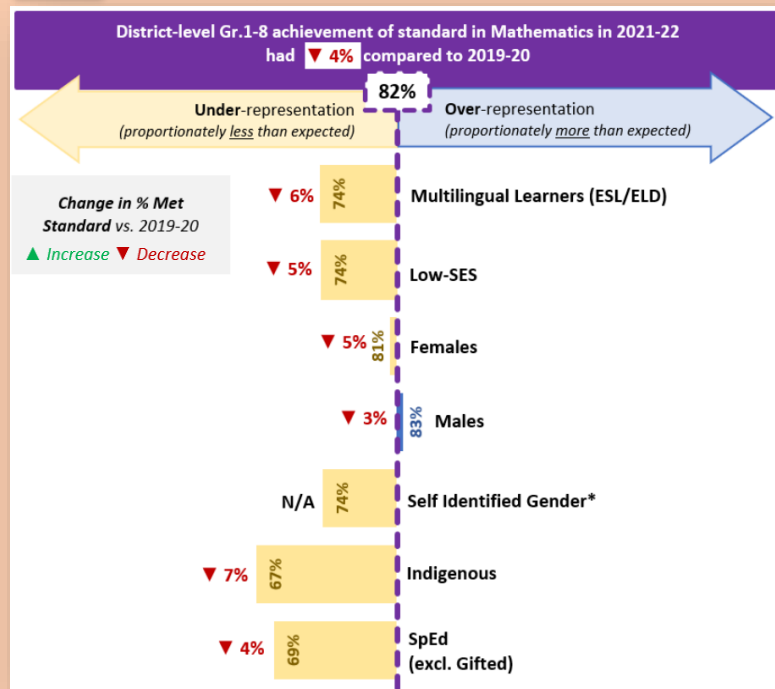 District-level Gr.1-8 achievement of standard in Mathematics in 2021-22
had ▼ 4% compared to 2019-20
82%
Under-representation
(proportionately less than expected)
Over-representation
(proportionately more than expected)
Change in % Met
Standard vs. 2019-20
▲ Increase ▼ Decrease
▼ 6% 74% Multilingual Learners (ESL/ELD)
▼ 5% 74% Low-SES
▼ 5% 81% Females
▼ 3% 83% Males
N/A 74% Self Identified Gender*
▼ 7% 67% Indigenous
▼ 4% 69% SpEd
(excl. Gifted)